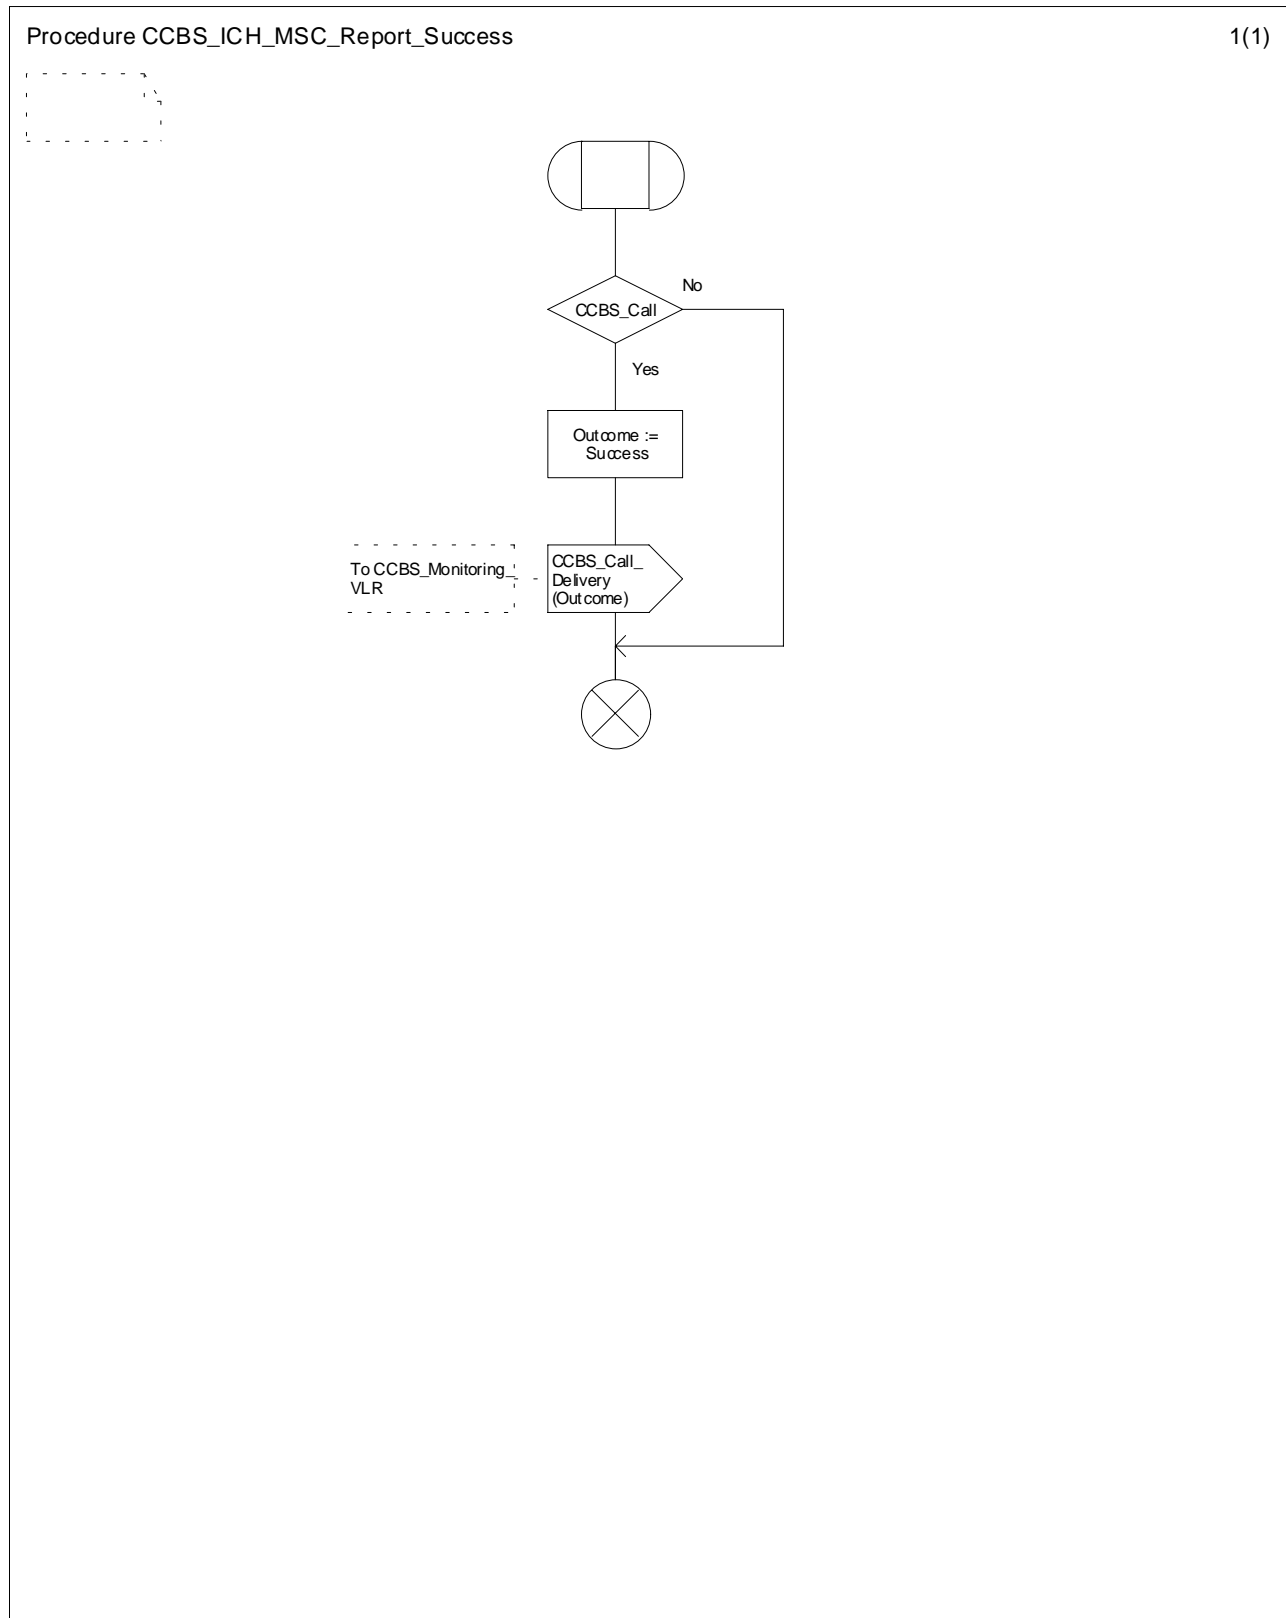 Procedure CCBS_ICH_MSC_Report_Success
1(1)
No
CCBS_Call
Yes
Outcome :=
Success
To CCBS_Monitoring_
VLR
CCBS_Call_
Delivery
(Outcome)